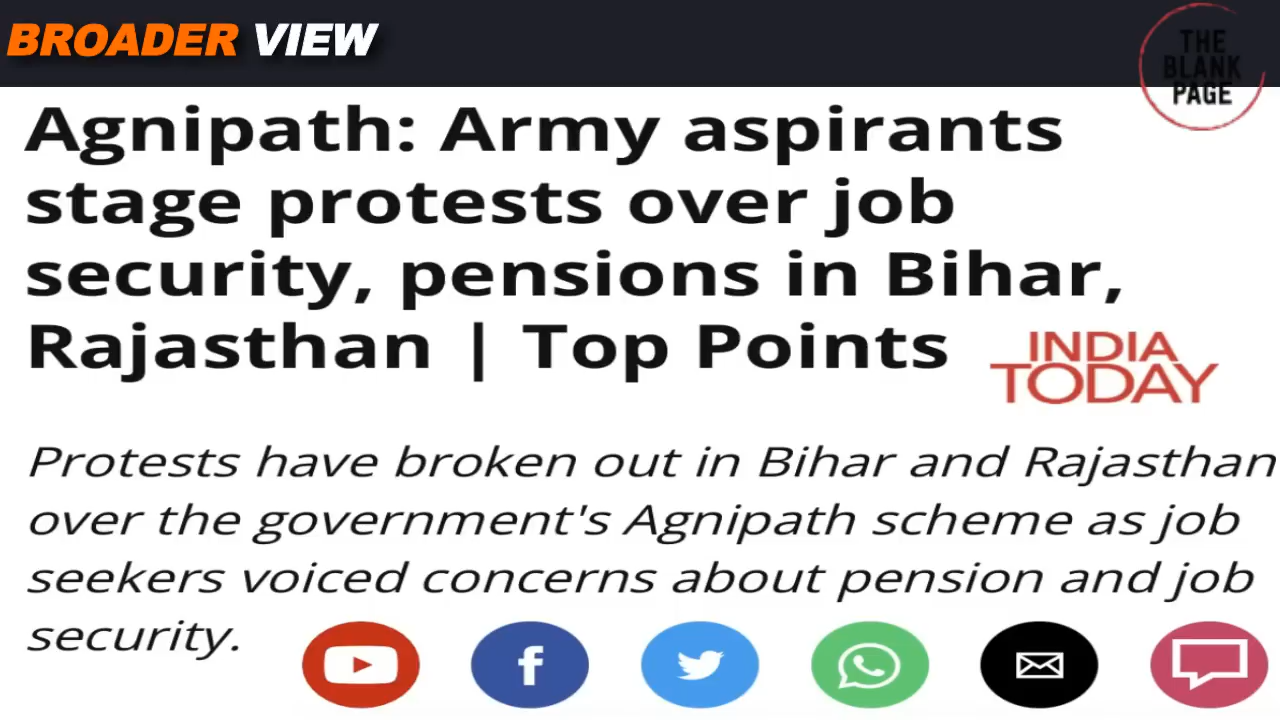 BROADER VIEW
THE
BLANK
PAGE
Agnipath: Army aspirants
stage protests over job
security, pensions in Bihar,
Rajasthan | Top Points
INDIA
TODAY
Protests have broken out in Bihar and Rajasthan
over the government's Agnipath scheme as job
seekers voiced concerns about pension and job
security.
f